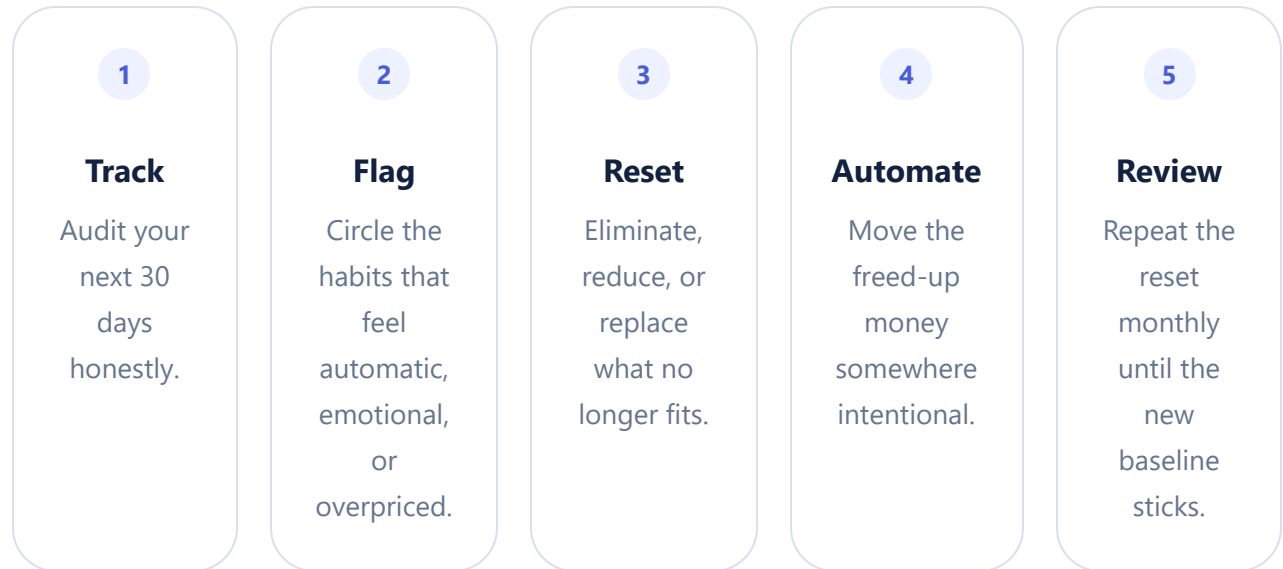 1
Track
Audit your
next 30
days
honestly.
2
Flag
Circle the
habits that
feel
automatic,
emotional,
or
overpriced.
3
Reset
Eliminate,
reduce, or
replace
what no
longer fits.
4
Automate
Move the
freed-up
money
somewhere
intentional.
5
Review
Repeat the
reset
monthly
until the
new
baseline
sticks.